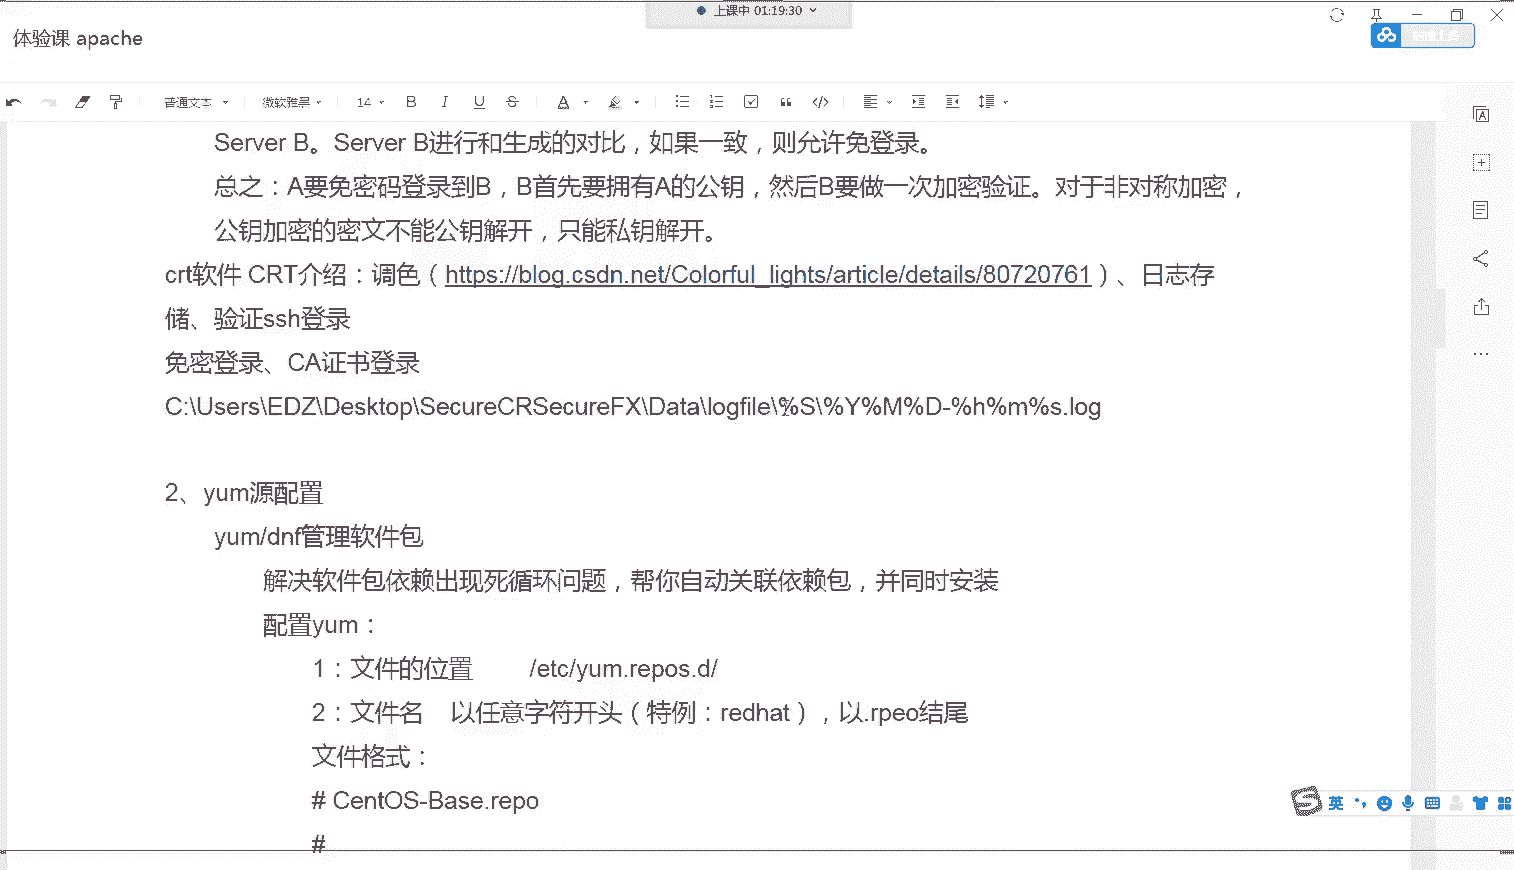 上课中 01:19:30
体验课 apache
普通文本 微软雅黑 14 B I U S A
Server B。Server B进行和生成的对比，如果一致，则允许免登录。
总之：A要免密码登录到B，B首先要拥有A的公钥，然后B要做一次加密验证。对于非对称加密，
公钥加密的密文不能公钥解开，只能私钥解开。
crt软件 CRT介绍：调色（https://blog.csdn.net/Colorful_lights/article/details/80720761）、日志存
储、验证ssh登录
免密登录、CA证书登录
C:\Users\EDZ\Desktop\SecureCRSecureFX\Data\logfile\%S\%Y%M%D-%h%m%s.log
2、yum源配置
yum/dnf管理软件包
解决软件包依赖出现死循环问题，帮你自动关联依赖包，并同时安装
配置yum：
1：文件的位置 /etc/yum.repos.d/
2：文件名 以任意字符开头（特例：redhat），以.rpeo结尾
文件格式：
# CentOS-Base.repo
#
英